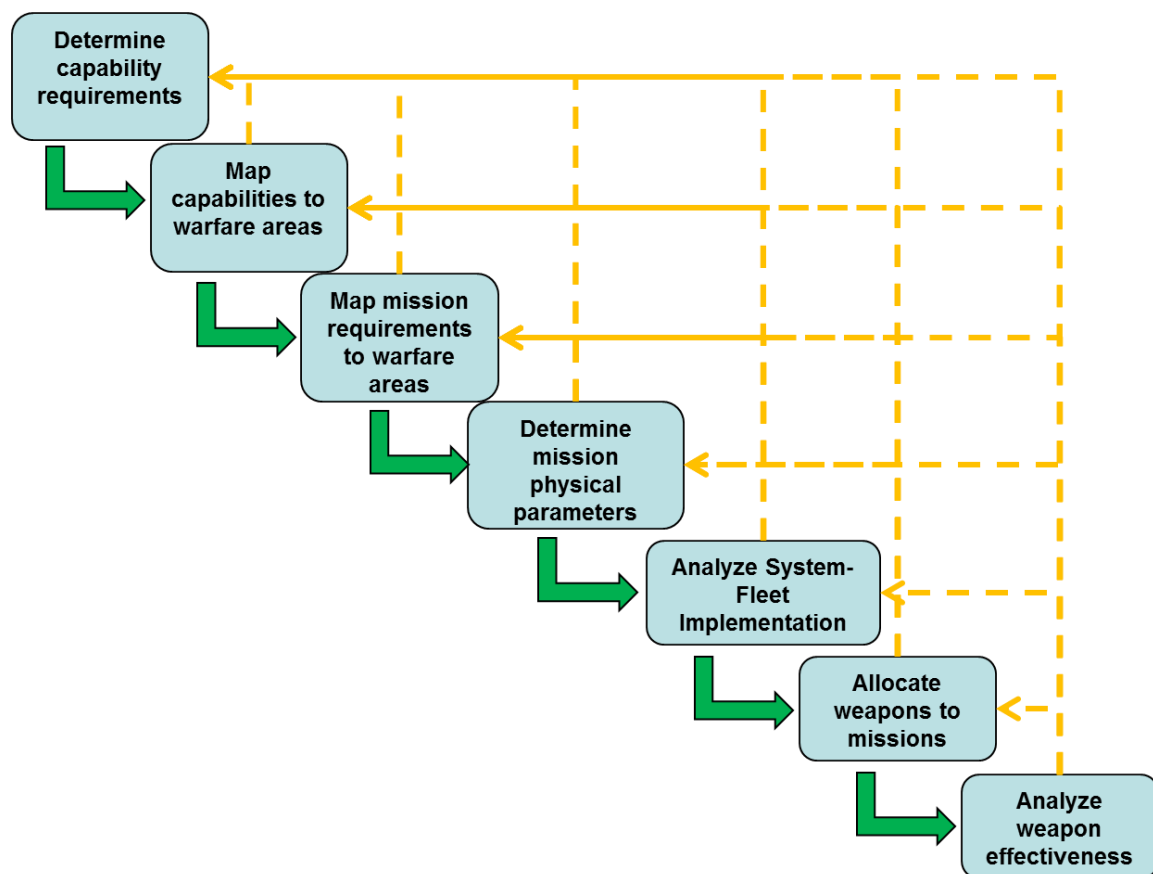 Determine
capability
requirements
Map
capabilities to
warfare areas
Map mission
requirements
to warfare
areas
Determine
mission
physical
parameters
Analyze System-
Fleet
Implementation
Allocate
weapons to
missions
Analyze
weapon
effectiveness